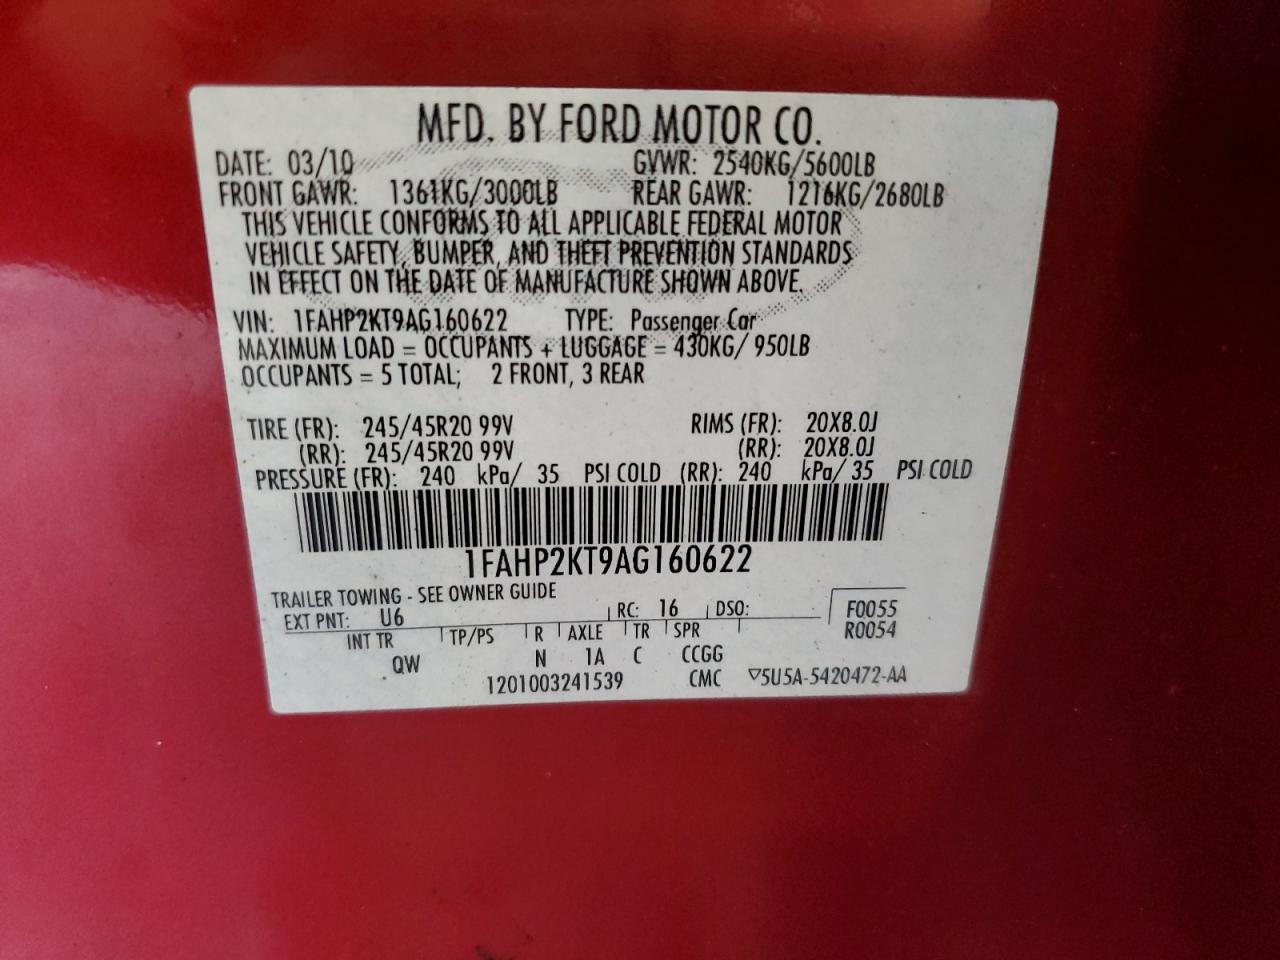 MFD. BY FORD MOTOR CO.
DATE: 03/10 GVWR: 2540KG/5600LB
FRONT GAWR: 1361KG/3000LB REAR GAWR: 1216KG/2680LB
THIS VEHICLE CONFORMS TO ALL APPLICABLE FEDERAL MOTOR
VEHICLE SAFETY, BUMPER, AND THEFT PREVENTION STANDARDS
IN EFFECT ON THE DATE OF MANUFACTURE SHOWN ABOVE.
VIN: 1FAHP2KT9AG160622 TYPE: Passenger Car
MAXIMUM LOAD = OCCUPANTS + LUGGAGE = 430KG/ 950LB
OCCUPANTS = 5 TOTAL; 2 FRONT, 3 REAR
TIRE (FR): 245/45R20 99V RIMS (FR): 20X8.0J
(RR): 245/45R20 99V (RR): 20X8.0J
PRESSURE (FR): 240 kPa/ 35 PSI COLD (RR): 240 kPa/ 35 PSI COLD
1FAHP2KT9AG160622
TRAILER TOWING - SEE OWNER GUIDE
EXT PNT: U6 RC: 16 DSO: F0055
INT TR TP/PS R AXLE TR SPR R0054
QW N 1A C CCGG
1201003241539 CMC ▽5U5A-5420472-AA